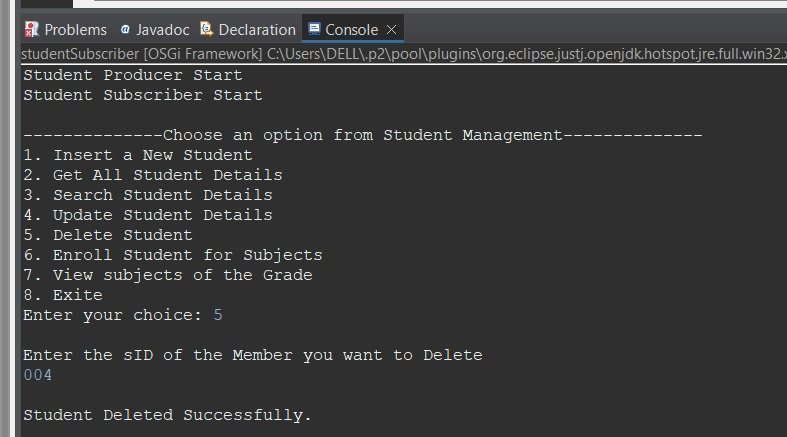 Problems @ Javadoc Declaration Console
studentSubscriber [OSGi Framework] C:\Users\DELL\.p2\pool\plugins\org.eclipse.justj.openjdk.hotspot.jre.full.win32.x
Student Producer Start
Student Subscriber Start
--------------Choose an option from Student Management--------------
1. Insert a New Student
2. Get All Student Details
3. Search Student Details
4. Update Student Details
5. Delete Student
6. Enroll Student for Subjects
7. View subjects of the Grade
8. Exite
Enter your choice: 5
Enter the sID of the Member you want to Delete
004
Student Deleted Successfully.